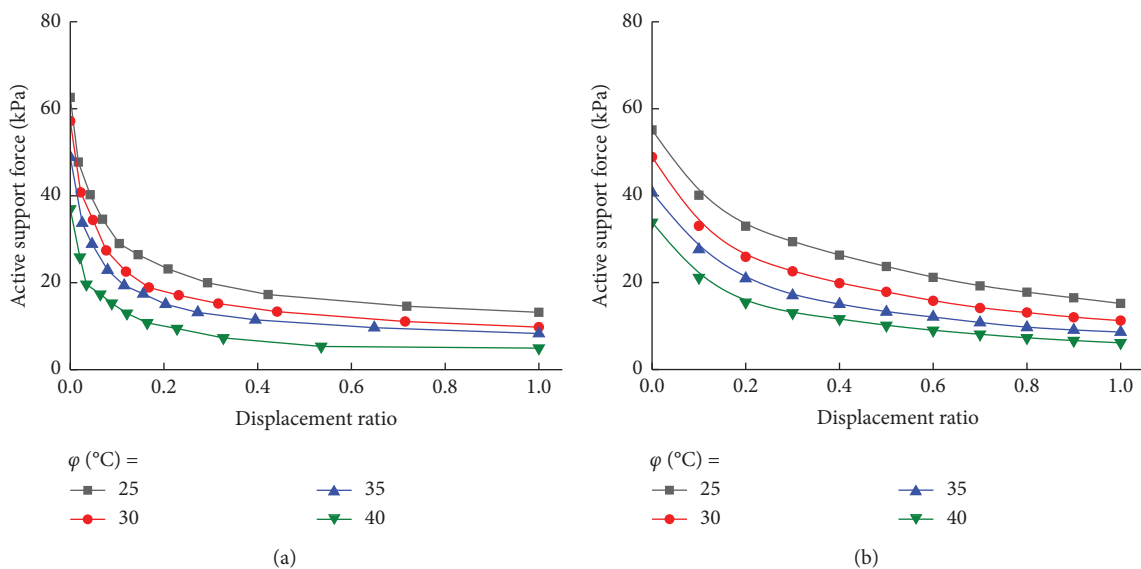 80
60
40
20
0
Active support force (kPa)
0.0 0.2 0.4 0.6 0.8 1.0
Displacement ratio
φ (°C) =
25
30
35
40
(a)
80
60
40
20
0
Active support force (kPa)
0.0 0.2 0.4 0.6 0.8 1.0
Displacement ratio
φ (°C) =
25
30
35
40
(b)